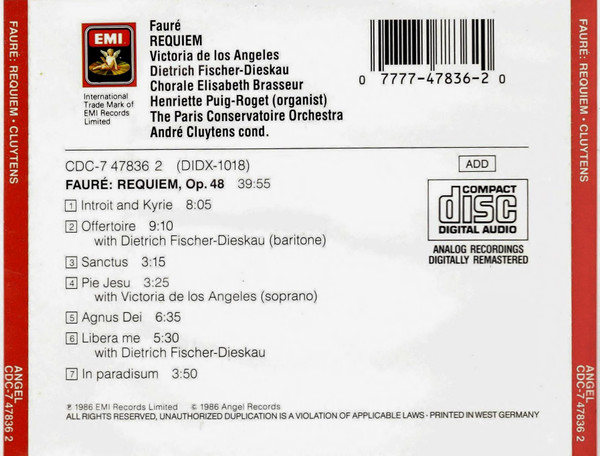 FAURÉ: REQUIEM • CLUYTENS
ANGEL
CDC-7 47836 2
EMI
International
Trade Mark of
EMI Records
Limited
Fauré
REQUIEM
Victoria de los Angeles
Dietrich Fischer-Dieskau
Chorale Elisabeth Brasseur
Henriette Puig-Roget (organist)
The Paris Conservatoire Orchestra
André Cluytens cond.
0 7777-47836-2 0
CDC-7 47836 2 (DIDX-1018)
ADD
FAURÉ: REQUIEM, Op. 48 39:55
1 Introit and Kyrie 8:05
2 Offertoire 9:10
with Dietrich Fischer-Dieskau (baritone)
3 Sanctus 3:15
4 Pie Jesu 3:25
with Victoria de los Angeles (soprano)
5 Agnus Dei 6:35
6 Libera me 5:30
with Dietrich Fischer-Dieskau
7 In paradisum 3:50
COMPACT
disc
DIGITAL AUDIO
ANALOG RECORDINGS
DIGITALLY REMASTERED
℗ 1986 EMI Records Limited © 1986 Angel Records
ALL RIGHTS RESERVED, UNAUTHORIZED DUPLICATION IS A VIOLATION OF APPLICABLE LAWS · PRINTED IN WEST GERMANY
FAURÉ: REQUIEM • CLUYTENS
ANGEL
CDC-7 47836 2